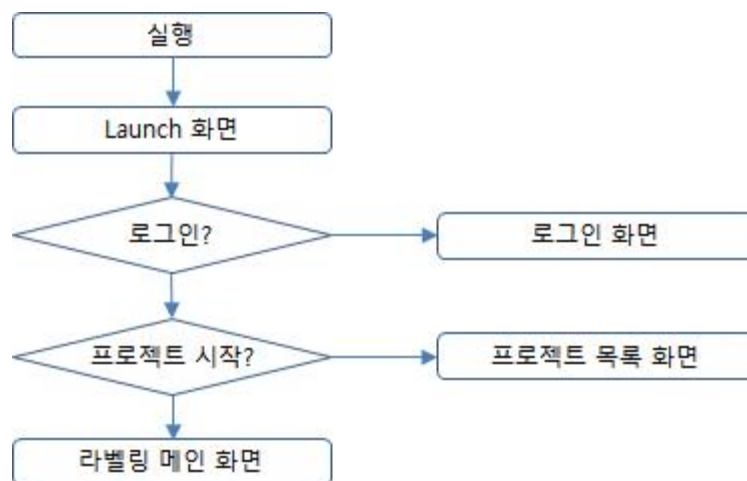 실행
Launch 화면
로그인?
로그인 화면
프로젝트 시작?
프로젝트 목록 화면
라벨링 메인 화면